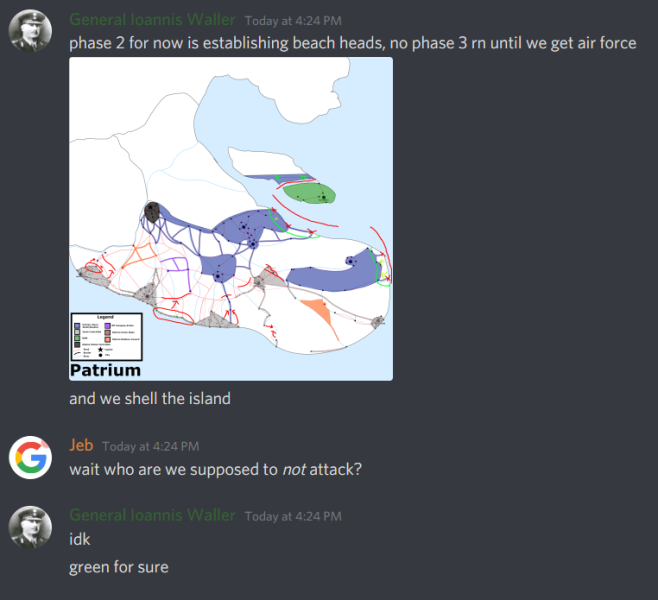 General Ioannis Waller Today at 4:24 PM
phase 2 for now is establishing beach heads, no phase 3 rn until we get air force
Legend
Patrium
and we shell the island
Jeb Today at 4:24 PM
wait who are we supposed to not attack?
General Ioannis Waller Today at 4:24 PM
idk
green for sure